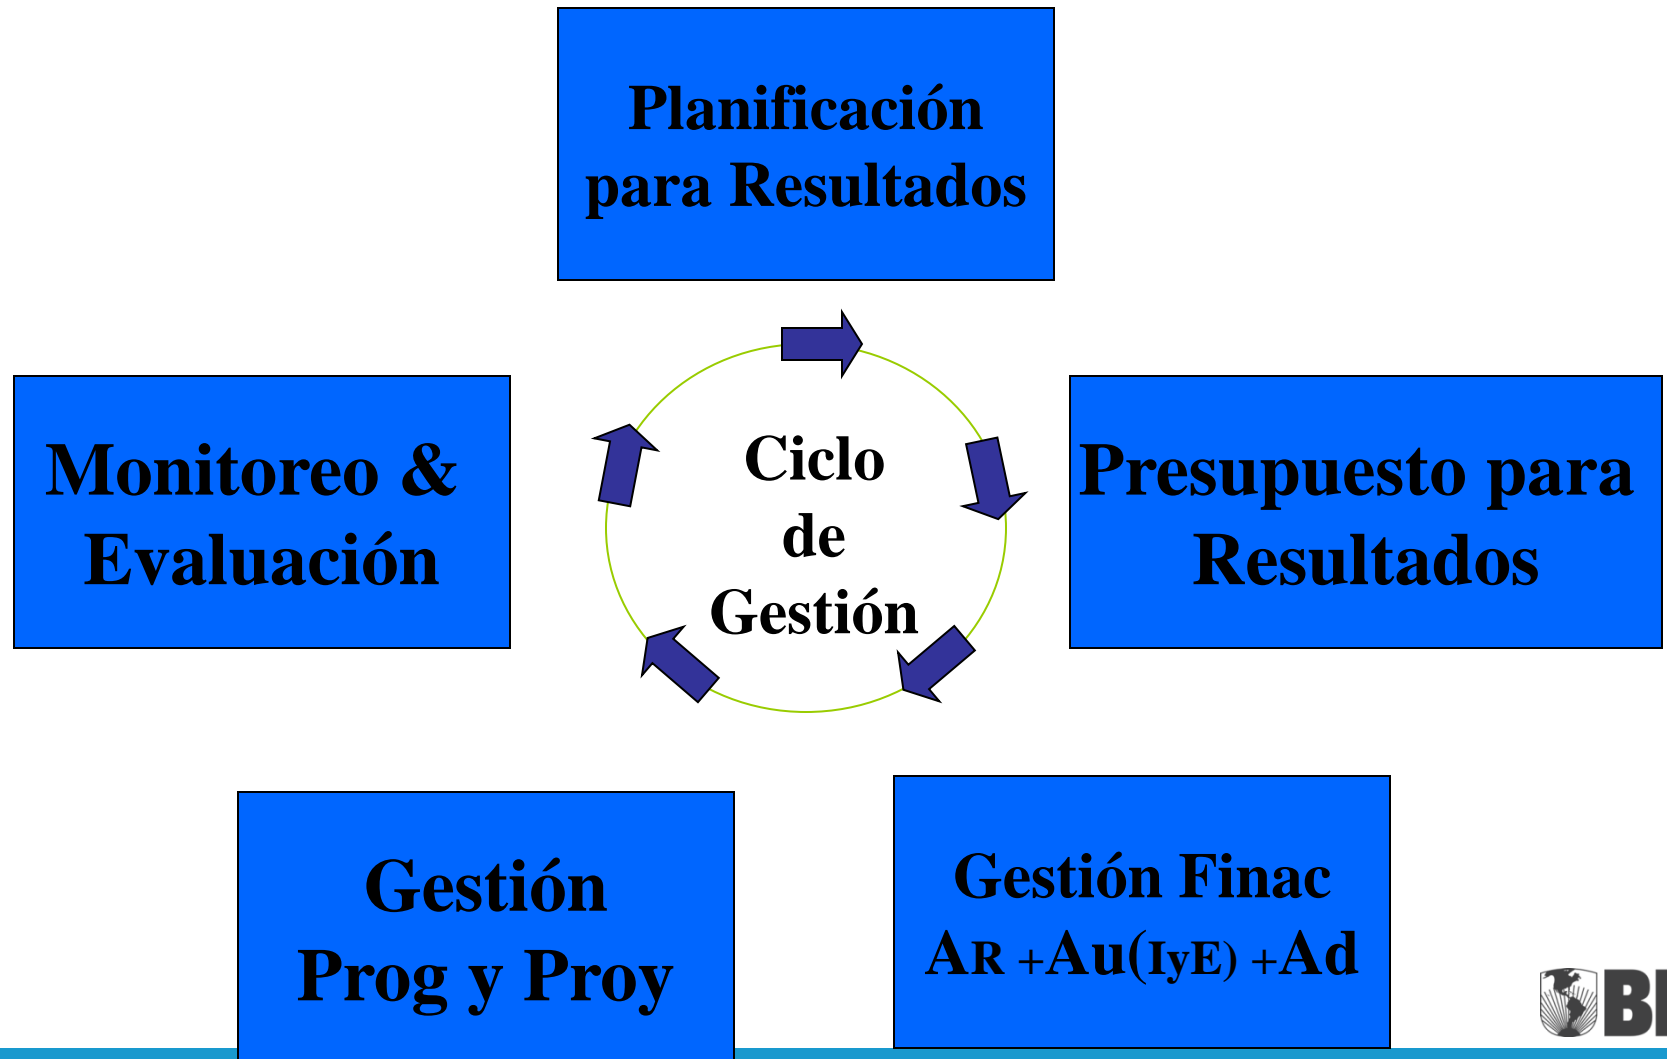 Planificación
para Resultados
Monitoreo &
Evaluación
Ciclo
de
Gestión
Presupuesto para
Resultados
Gestión
Prog y Proy
Gestión Finac
AR +Au(IyE) +Ad